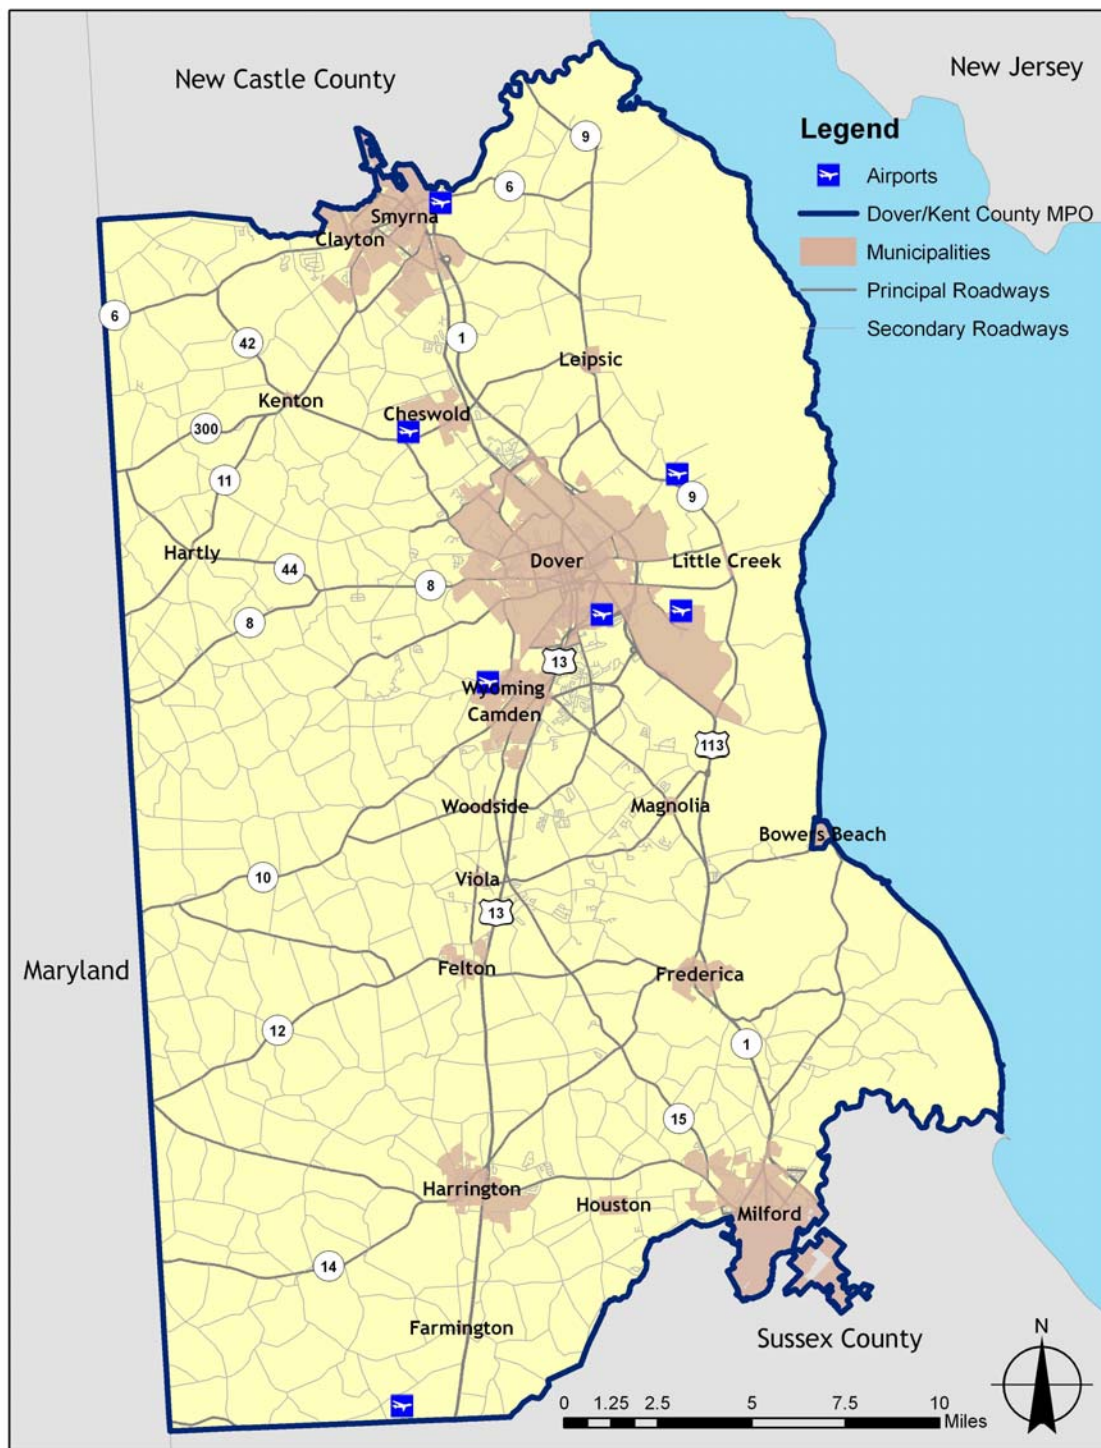 New Castle County
New Jersey
Legend
Airports
Dover/Kent County MPO
Municipalities
Principal Roadways
Secondary Roadways
9
6
Smyrna
Clayton
6
42
1
Leipsic
Kenton
Cheswold
300
11
9
Hartly
44
Dover
Little Creek
8
8
13
Wyoming
Camden
113
Woodside
Magnolia
Bowers Beach
10
Viola
13
Maryland
Felton
Frederica
12
1
15
Harrington
Houston
Milford
14
Farmington
Sussex County
N
0 1.25 2.5 5 7.5 10
Miles